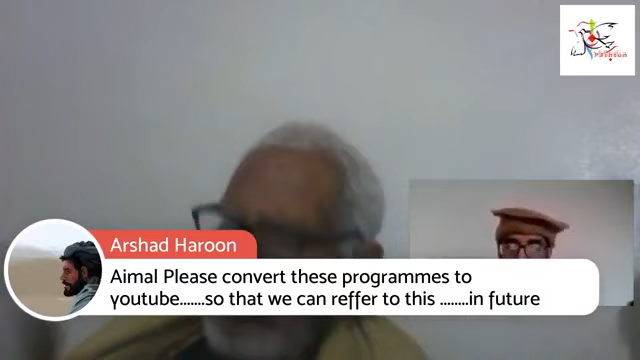 Arshad Haroon
Aimal Please convert these programmes to
youtube.......so that we can reffer to this ........in future